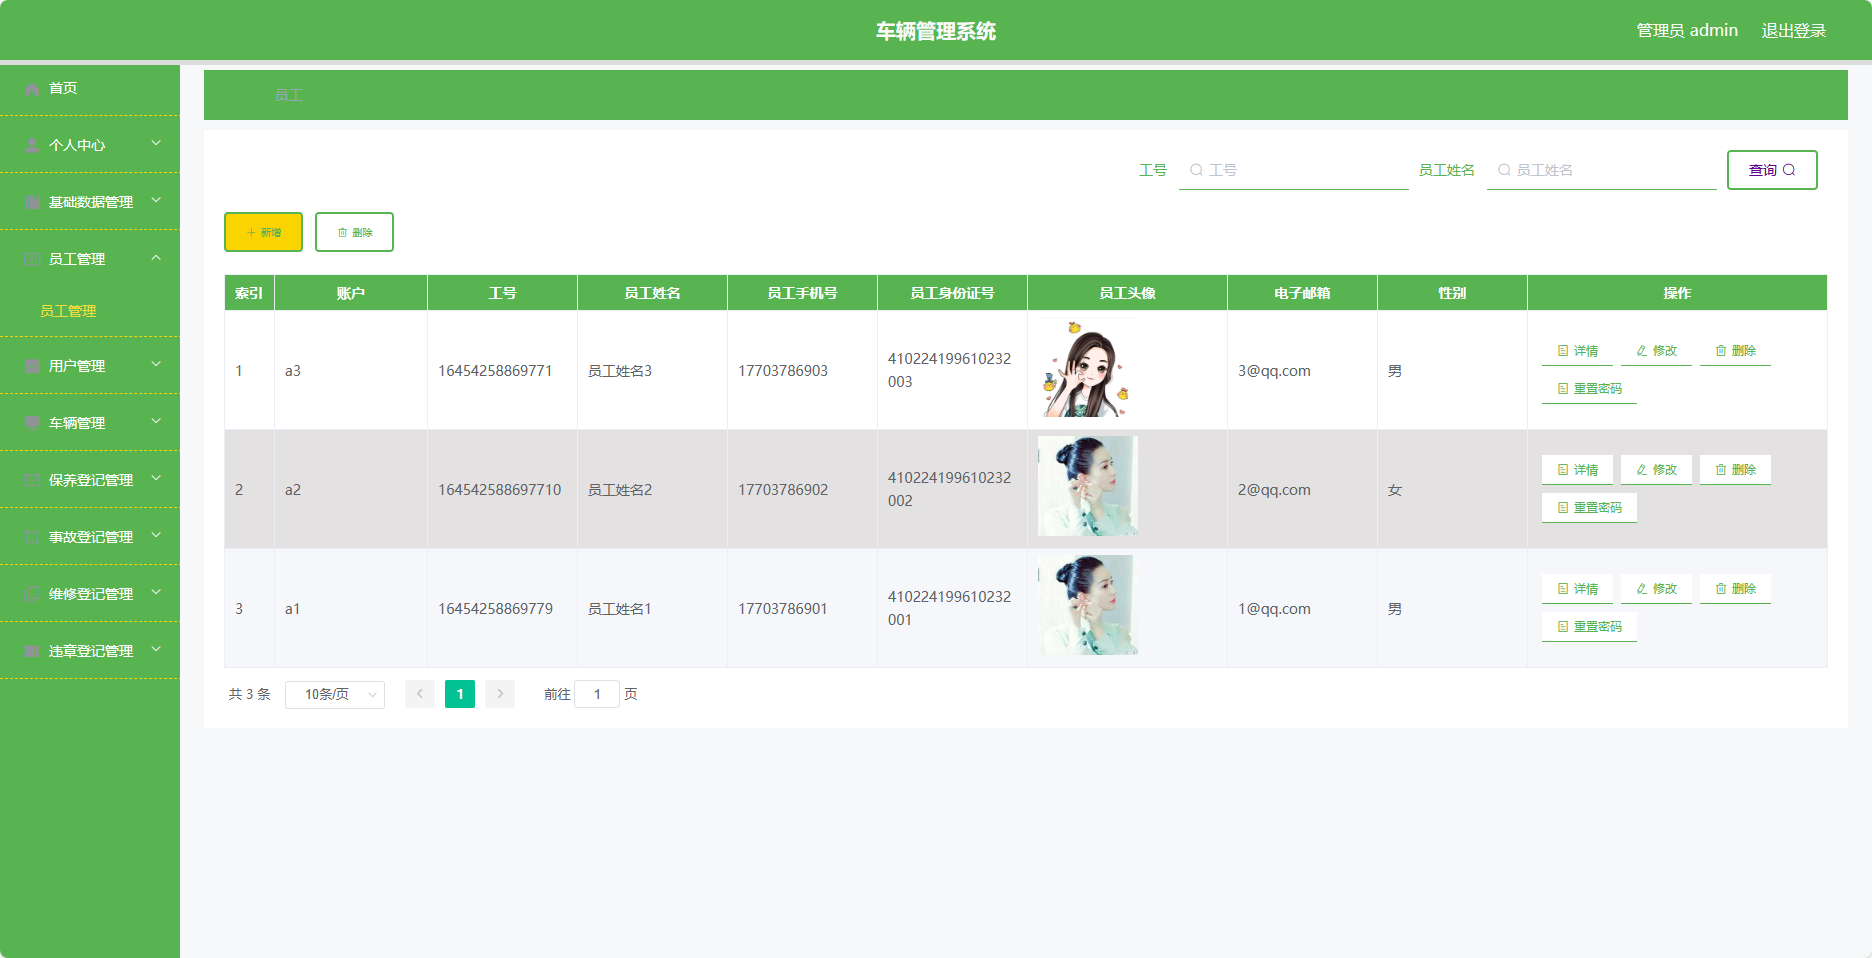 车辆管理系统
管理员 admin
退出登录
首页
个人中心
基础数据管理
员工管理
员工管理
用户管理
车辆管理
保养登记管理
事故登记管理
维修登记管理
违章登记管理
员工
工号 工号 员工姓名 员工姓名 查询
新增 删除
索引 账户 工号 员工姓名 员工手机号 员工身份证号 员工头像 电子邮箱 性别 操作
1 a3 16454258869771 员工姓名3 17703786903 410224199610232003 3@qq.com 男 详情 修改 删除
重置密码
2 a2 164542588697710 员工姓名2 17703786902 410224199610232002 2@qq.com 女 详情 修改 删除
重置密码
3 a1 16454258869779 员工姓名1 17703786901 410224199610232001 1@qq.com 男 详情 修改 删除
重置密码
共 3 条 10条/页 1 前往 1 页